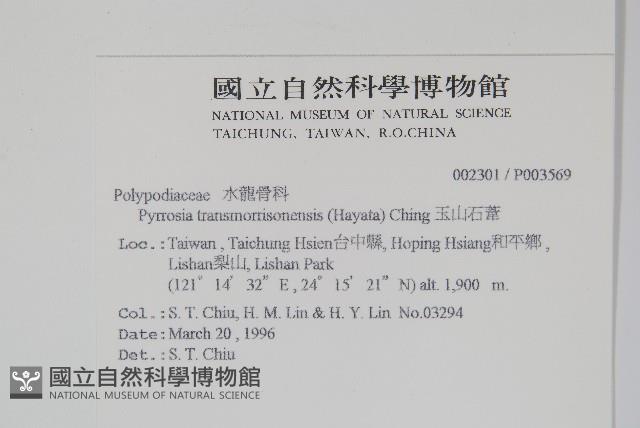 國立自然科學博物館
NATIONAL MUSEUM OF NATURAL SCIENCE
TAICHUNG, TAIWAN, R.O.CHINA
002301 / P003569
Polypodiaceae 水龍骨科
Pyrrosia transmorrisonensis (Hayata) Ching 玉山石葦
Loc.: Taiwan , Taichung Hsien台中縣, Hoping Hsiang和平鄉 ,
Lishan梨山, Lishan Park
(121° 14′ 32” E , 24° 15′ 21” N) alt. 1,900 m.
Col.: S. T. Chiu, H. M. Lin & H. Y. Lin No.03294
Date: March 20 , 1996
Det.: S. T. Chiu
國立自然科學博物館
NATIONAL MUSEUM OF NATURAL SCIENCE